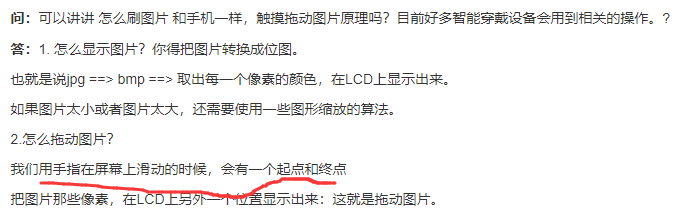 问：可以讲讲 怎么刷图片 和手机一样，触摸拖动图片原理吗？目前好多智能穿戴设备会用到相关的操作。?
答：1. 怎么显示图片？你得把图片转换成位图。
也就是说jpg ==> bmp ==> 取出每一个像素的颜色，在LCD上显示出来。
如果图片太小或者图片太大，还需要使用一些图形缩放的算法。
2.怎么拖动图片？
我们用手指在屏幕上滑动的时候，会有一个起点和终点
把图片那些像素，在LCD上另外一个位置显示出来：这就是拖动图片。